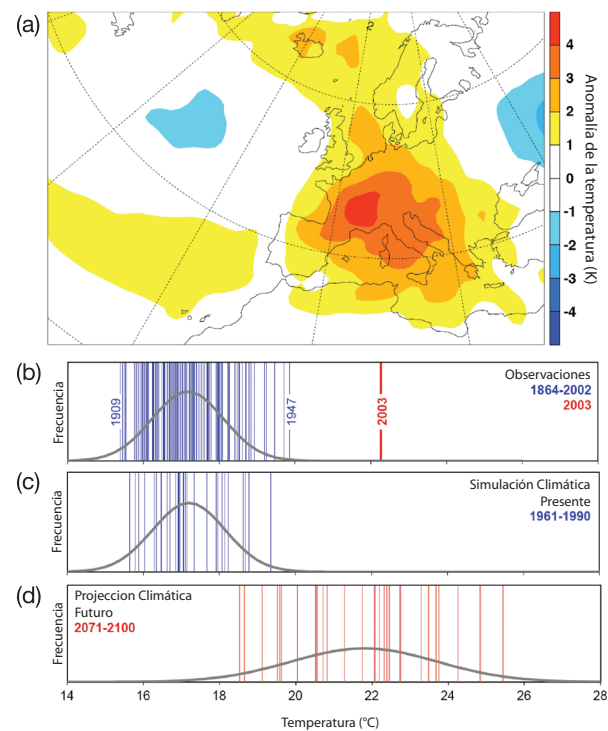 (a)
2
4
3
2
1
0
-1
-2
-3
-4
Anomalía de la temperatura (K)
(b)
Frecuencia
1909
1947
2003
Observaciones
1864-2002
2003
(c)
Frecuencia
Simulación Climática
Presente
1961-1990
(d)
Frecuencia
Projeccion Climática
Futuro
2071-2100
14 16 18 20 22 24 26 28
Temperatura (°C)